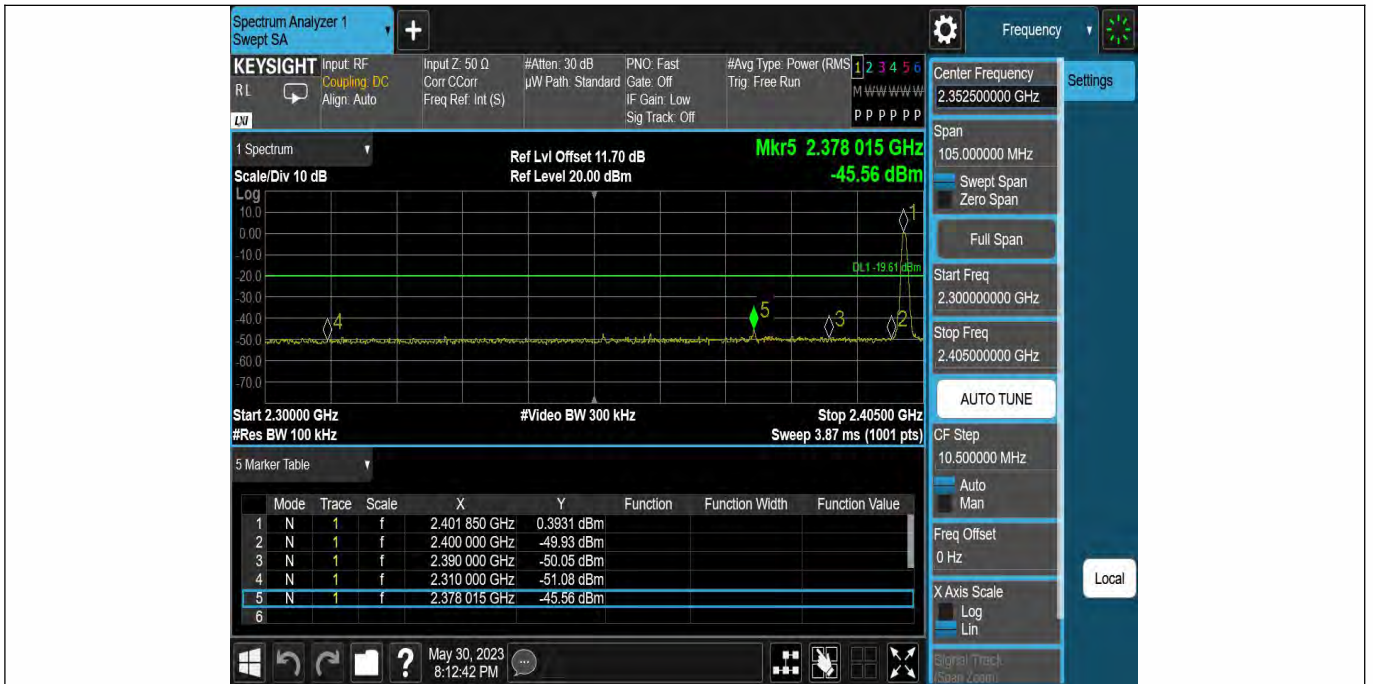 Spectrum Analyzer 1
Swept SA
+
Frequency
KEYSIGHT
R L
LXI
Input: RF
Coupling: DC
Align: Auto
Input Z: 50 Ω
Corr CCorr
Freq Ref: Int (S)
#Atten: 30 dB
µW Path: Standard
PNO: Fast
Gate: Off
IF Gain: Low
Sig Track: Off
#Avg Type: Power (RMS
Trig: Free Run
1 2 3 4 5 6
M W W W W W
P P P P P P
Center Frequency
2.352500000 GHz
Settings
1 Spectrum
Scale/Div 10 dB
Ref Lvl Offset 11.70 dB
Ref Level 20.00 dBm
Mkr5 2.378 015 GHz
-45.56 dBm
Span
105.000000 MHz
Swept Span
Zero Span
Full Span
Start Freq
2.300000000 GHz
Stop Freq
2.405000000 GHz
AUTO TUNE
CF Step
10.500000 MHz
Auto
Man
Freq Offset
0 Hz
X Axis Scale
Log
Lin
Signal Track
(Span Zoom)
Local
Log
10.0
0.00
-10.0
-20.0
-30.0
-40.0
-50.0
-60.0
-70.0
1
DL1 -19.61 dBm
4
5
3
2
Start 2.30000 GHz
#Video BW 300 kHz
Stop 2.40500 GHz
#Res BW 100 kHz
Sweep 3.87 ms (1001 pts)
5 Marker Table
Mode Trace Scale X Y Function Function Width Function Value
1 N 1 f 2.401 850 GHz 0.3931 dBm
2 N 1 f 2.400 000 GHz -49.93 dBm
3 N 1 f 2.390 000 GHz -50.05 dBm
4 N 1 f 2.310 000 GHz -51.08 dBm
5 N 1 f 2.378 015 GHz -45.56 dBm
6
?
May 30, 2023
8:12:42 PM